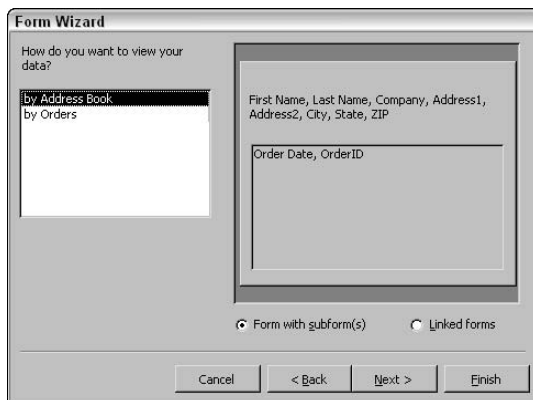 Form Wizard
How do you want to view your
data?
by Address Book
by Orders
First Name, Last Name, Company, Address1,
Address2, City, State, ZIP
Order Date, OrderID
Form with subform(s)
Linked forms
Cancel
< Back
Next >
Finish